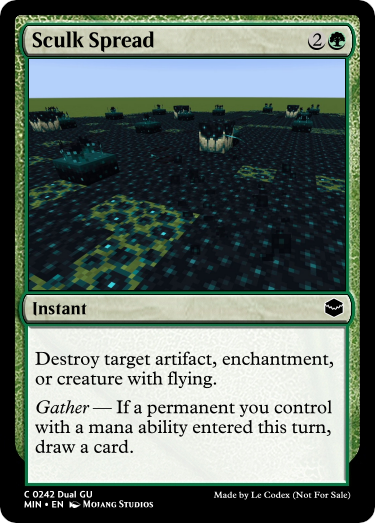 Sculk Spread 2
Instant
Destroy target artifact, enchantment,
or creature with flying.
Gather — If a permanent you control
with a mana ability entered this turn,
draw a card.
C 0242 Dual GU
Made by Le Codex (Not For Sale)
MIN • EN Mojang Studios